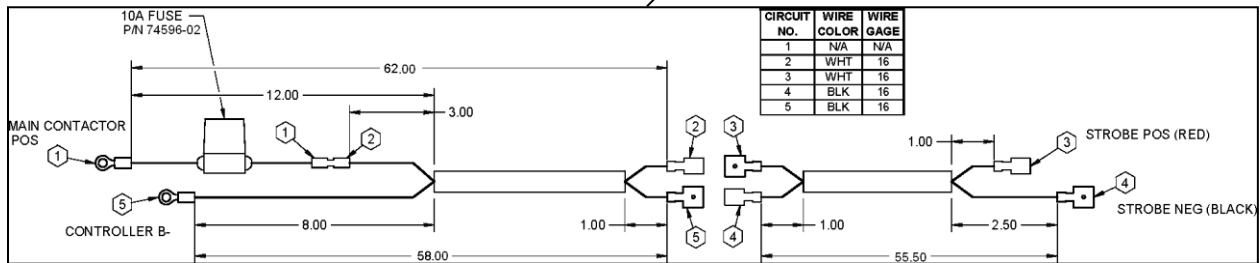 10A FUSE
P/N 74596-02
CIRCUIT NO. WIRE COLOR WIRE GAGE
1 N/A N/A
2 WHT 16
3 WHT 16
4 BLK 16
5 BLK 16
62.00
12.00
3.00
MAIN CONTACTOR
POS
1
1
2
2
3
1.00
3
STROBE POS (RED)
5
CONTROLLER B-
8.00
1.00
5
4
1.00
2.50
4
STROBE NEG (BLACK)
58.00
55.50